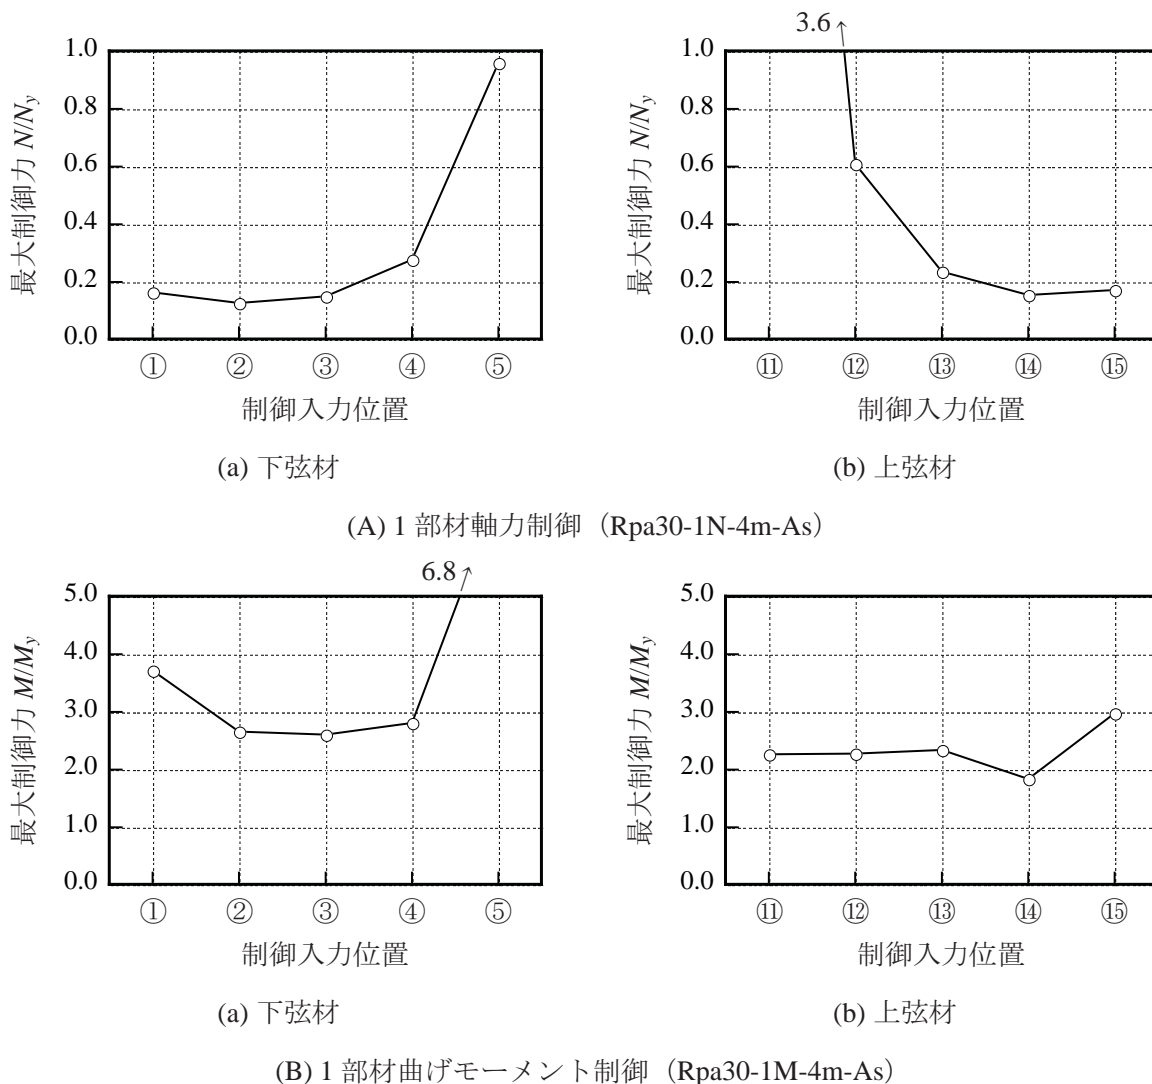 3.6
1.0 1.0
0.8 0.8
0.6 0.6
0.4 0.4
0.2 0.2
0.0 0.0
最大制御力 N/Ny 最大制御力 N/Ny
① ② ③ ④ ⑤ ⑪ ⑫ ⑬ ⑭ ⑮
制御入力位置 制御入力位置
(a) 下弦材 (b) 上弦材
(A) 1 部材軸力制御（Rpa30-1N-4m-As）
6.8
5.0 5.0
4.0 4.0
3.0 3.0
2.0 2.0
1.0 1.0
0.0 0.0
最大制御力 M/My 最大制御力 M/My
① ② ③ ④ ⑤ ⑪ ⑫ ⑬ ⑭ ⑮
制御入力位置 制御入力位置
(a) 下弦材 (b) 上弦材
(B) 1 部材曲げモーメント制御（Rpa30-1M-4m-As）